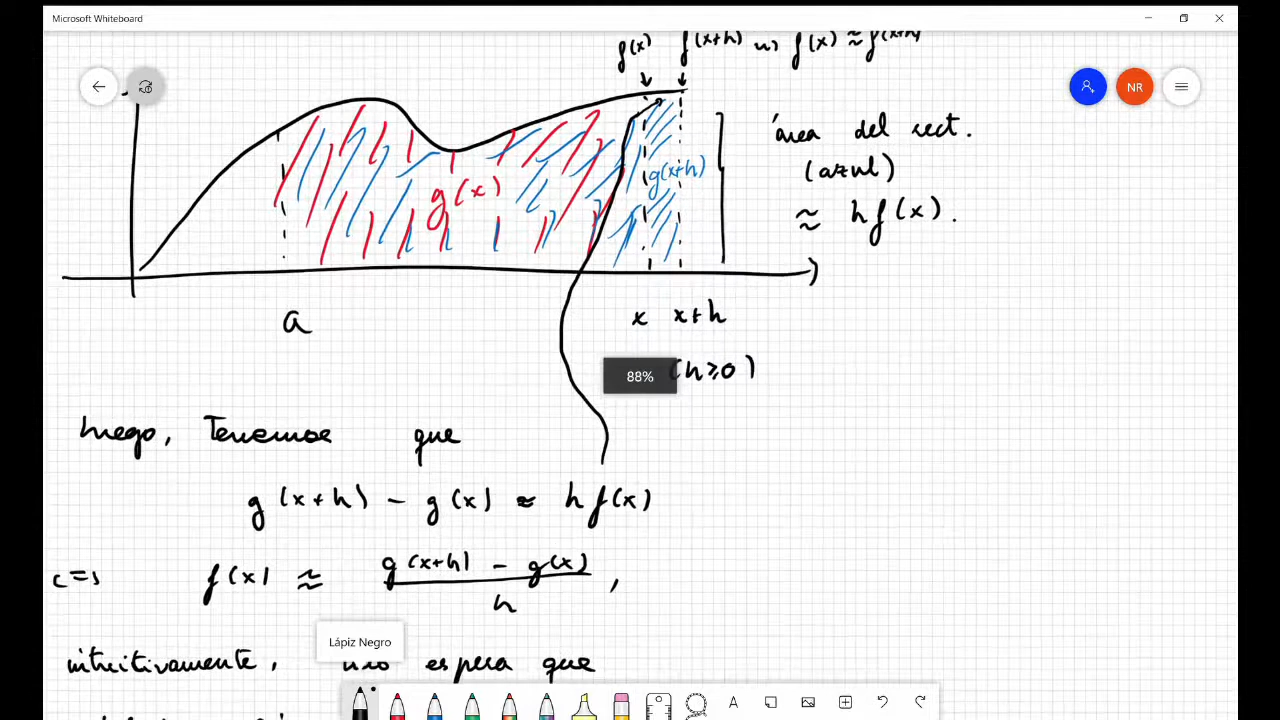 Microsoft Whiteboard
f(x) f(x+h) f(x) ≈ f(x+h)
NR
área del rect.
(azul)
≈ hf(x).
g(x)
g(x+h)
a
x x+h
88%
(h≥0)
luego, Tenemos que
g(x+h) - g(x) ≈ hf(x)
<=> f(x) ≈ g(x+h) - g(x)
h
,
Lápiz Negro
intuitivamente, uno espera que
A